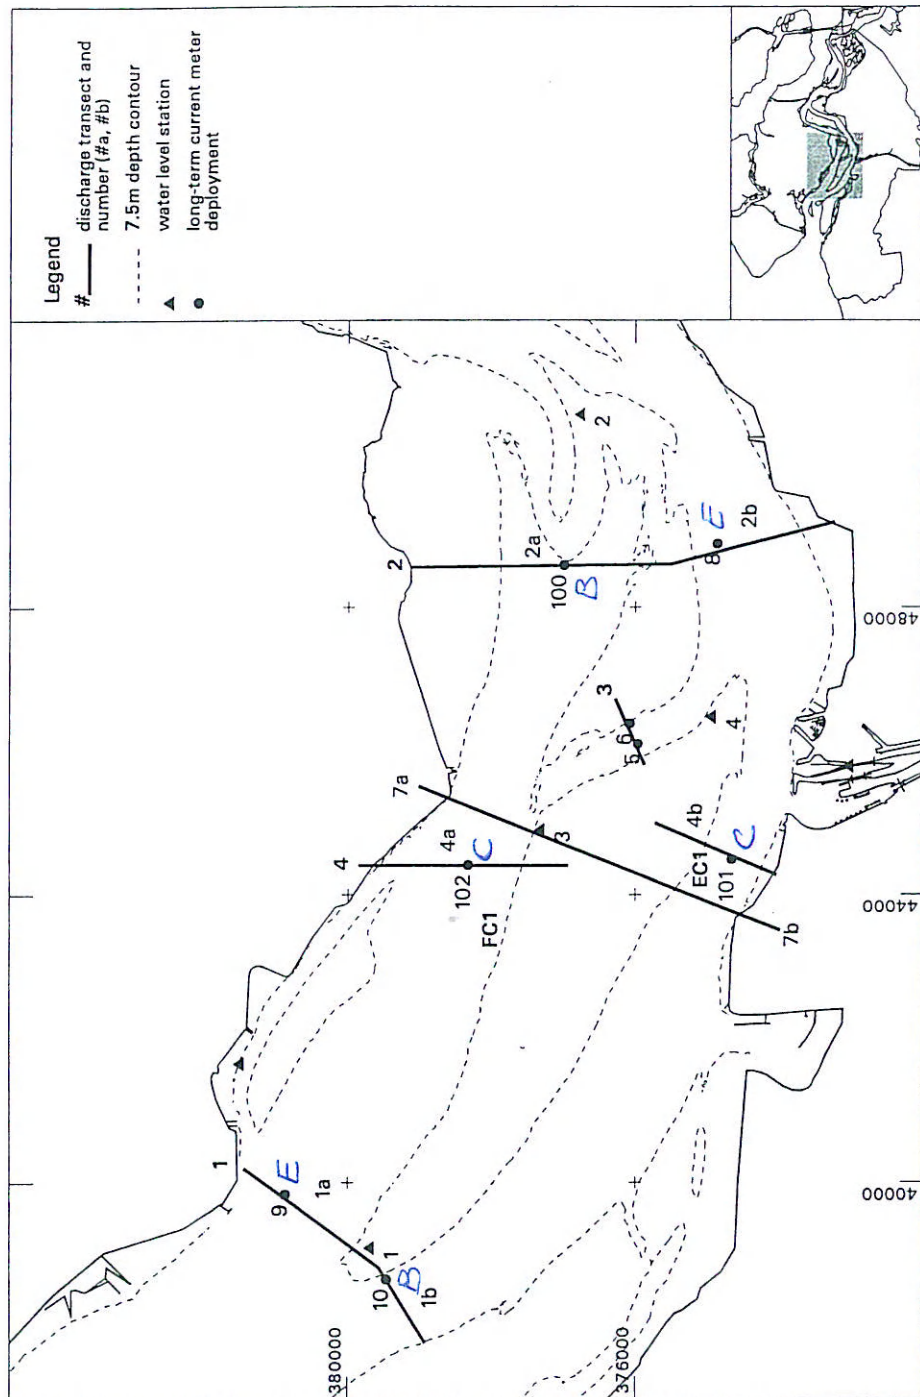 Legend
# discharge transect and
number (#a, #b)
7.5m depth contour
water level station
long-term current meter
deployment
1
9
E
1a
1
10
B
1b
380000
376000
40000
44000
48000
4
4a
102
C
FC1
7a
3
7b
EC1
101
C
4b
3
6
5
4
2
2a
100
B
8
E
2b
2